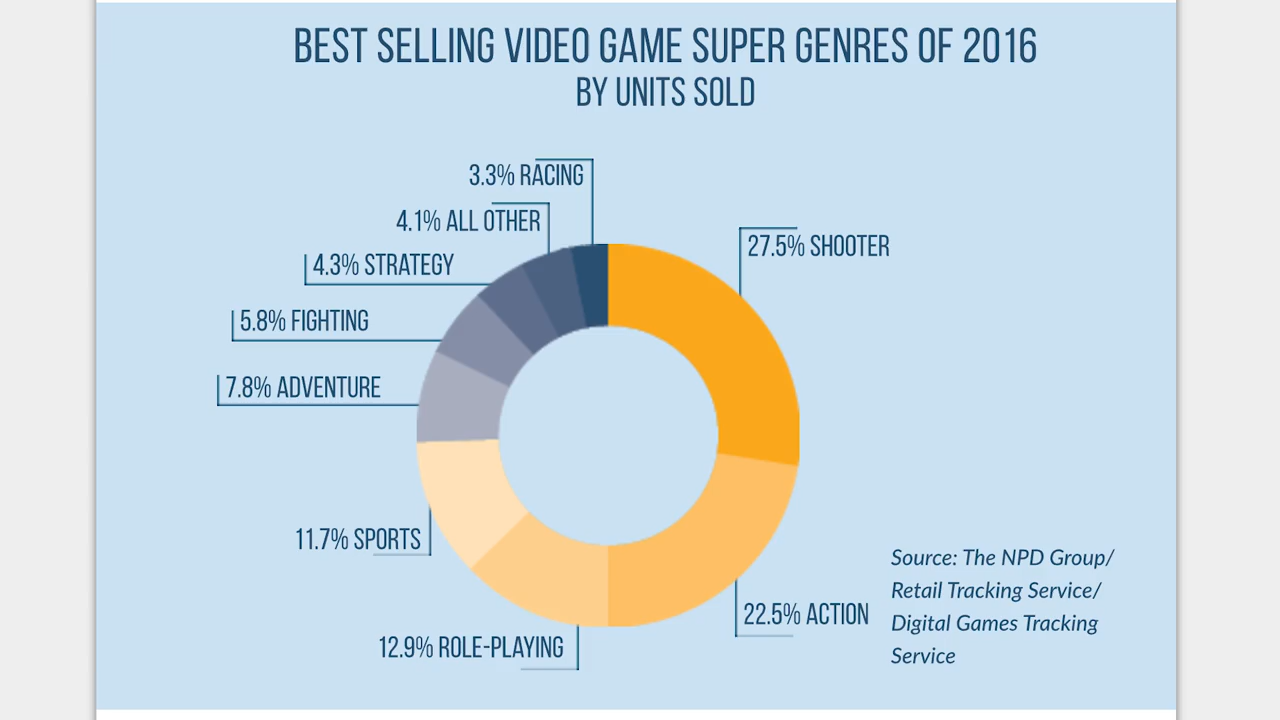 BEST SELLING VIDEO GAME SUPER GENRES OF 2016
BY UNITS SOLD
3.3% RACING
4.1% ALL OTHER
27.5% SHOOTER
4.3% STRATEGY
5.8% FIGHTING
7.8% ADVENTURE
11.7% SPORTS
22.5% ACTION
12.9% ROLE-PLAYING
Source: The NPD Group/
Retail Tracking Service/
Digital Games Tracking
Service